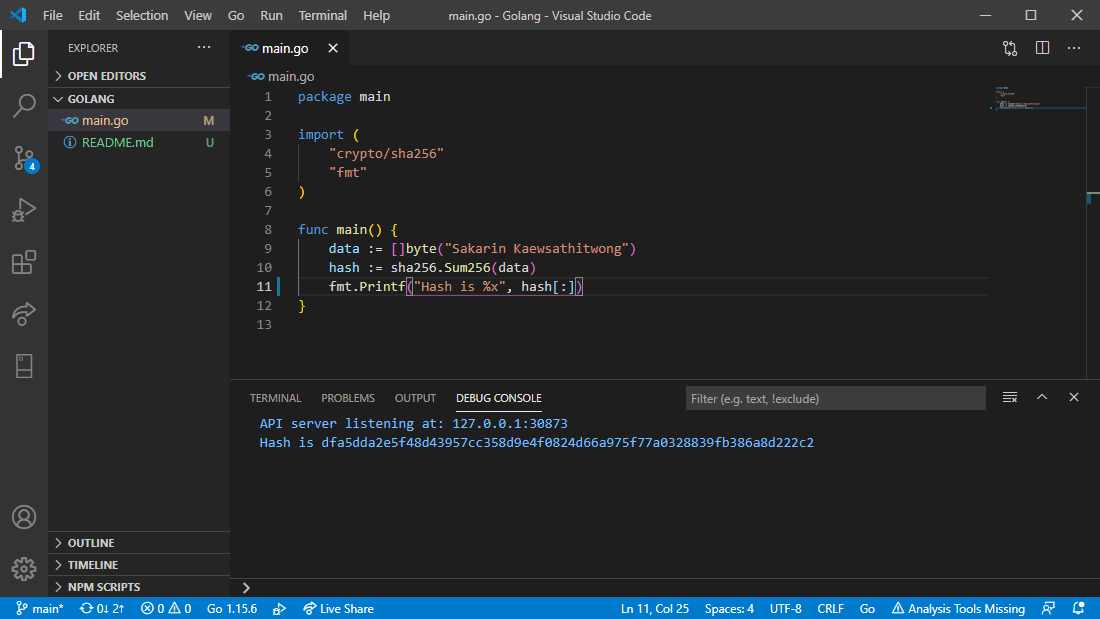 File Edit Selection View Go Run Terminal Help main.go - Golang - Visual Studio Code
EXPLORER
OPEN EDITORS
GOLANG
main.go M
README.md U
OUTLINE
TIMELINE
NPM SCRIPTS
4
main.go
main.go
1 package main
2
3 import (
4 "crypto/sha256"
5 "fmt"
6 )
7
8 func main() {
9 data := []byte("Sakarin Kaewsathitwong")
10 hash := sha256.Sum256(data)
11 fmt.Printf("Hash is %x", hash[:])
12 }
13
TERMINAL PROBLEMS OUTPUT DEBUG CONSOLE Filter (e.g. text, !exclude)
API server listening at: 127.0.0.1:30873
Hash is dfa5dda2e5f48d43957cc358d9e4f0824d66a975f77a0328839fb386a8d222c2
main* 0↓ 2↑ 0 0 Go 1.15.6 Live Share Ln 11, Col 25 Spaces: 4 UTF-8 CRLF Go Analysis Tools Missing